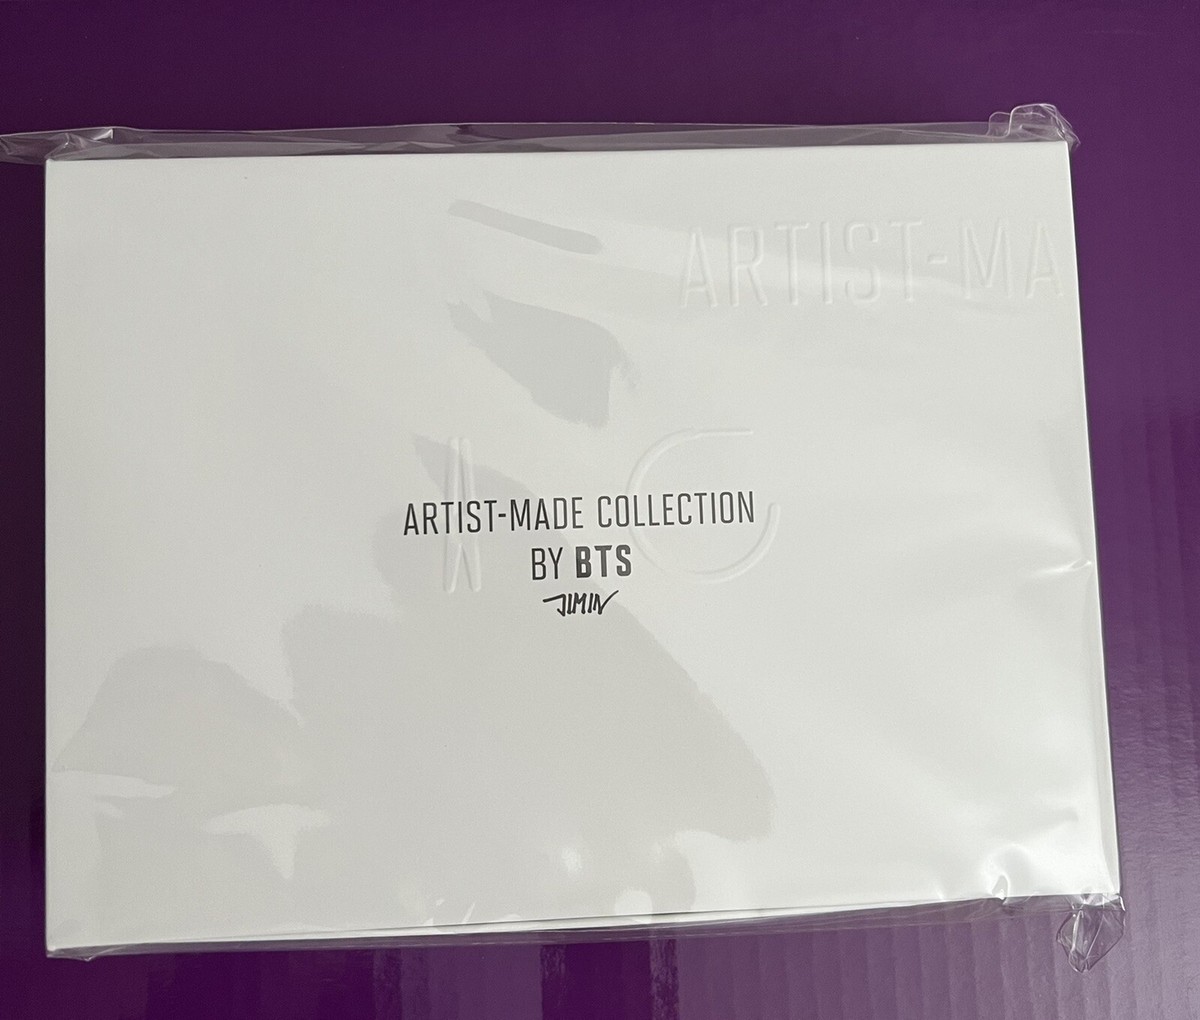 ARTIST-MA
ARTIST-MADE COLLECTION
BY BTS
JIMIN